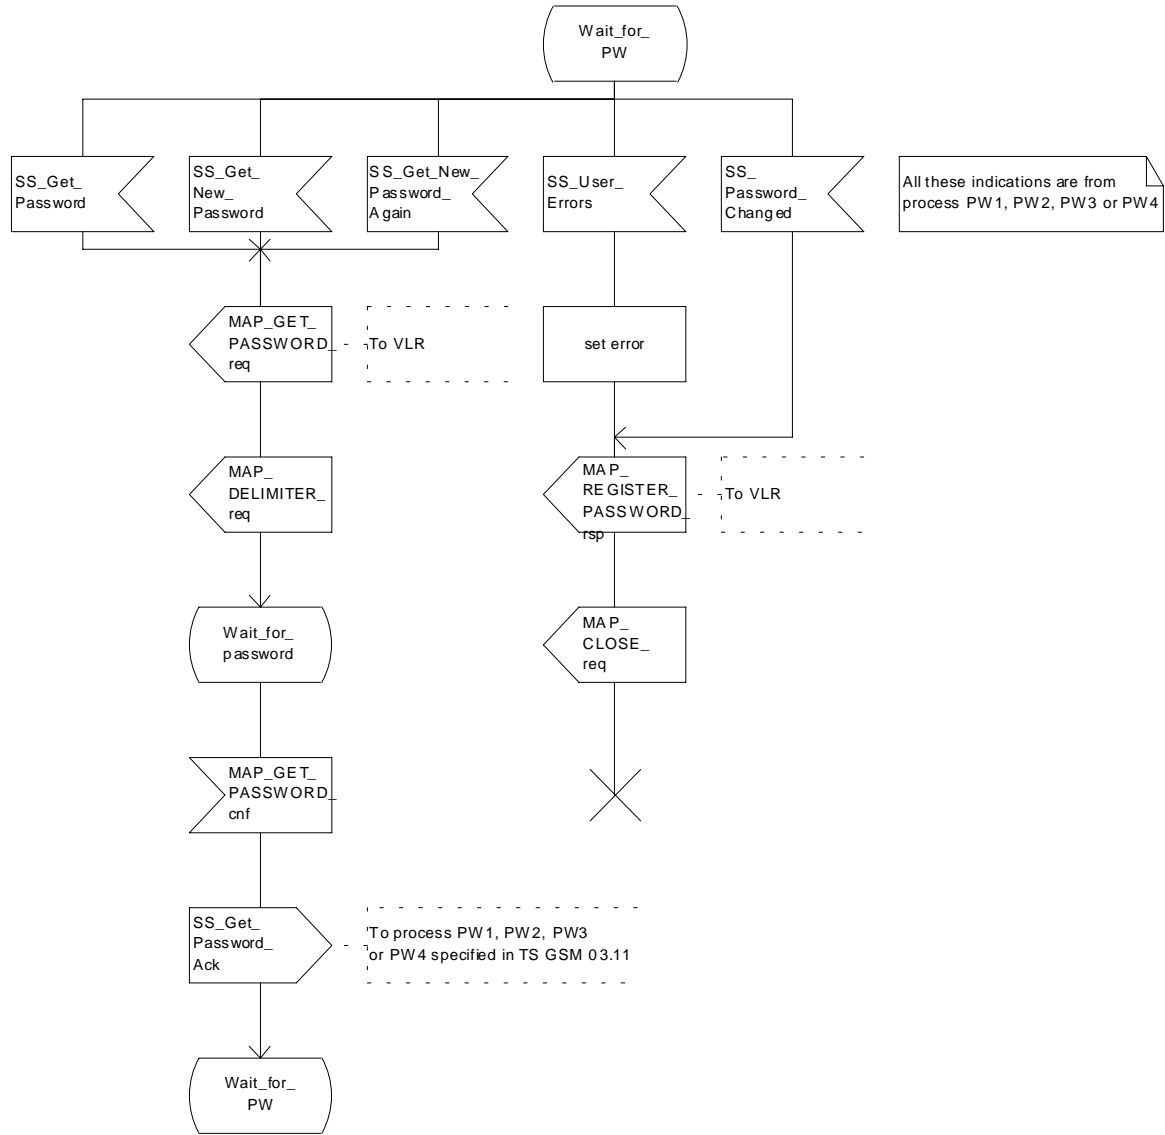 Wait_for_
PW
SS_Get_
Password
SS_Get_
New_
Password
SS_Get_New_
Password_
Again
SS_User_
Errors
SS_
Password_
Changed
All these indications are from
process PW1, PW2, PW3 or PW4
MAP_GET_
PASSWORD_
req
To VLR
set error
MAP_
DELIMITER_
req
MAP_
REGISTER_
PASSWORD_
rsp
To VLR
Wait_for_
password
MAP_
CLOSE_
req
MAP_GET_
PASSWORD_
cnf
SS_Get_
Password_
Ack
To process PW1, PW2, PW3
or PW4 specified in TS GSM 03.11
Wait_for_
PW